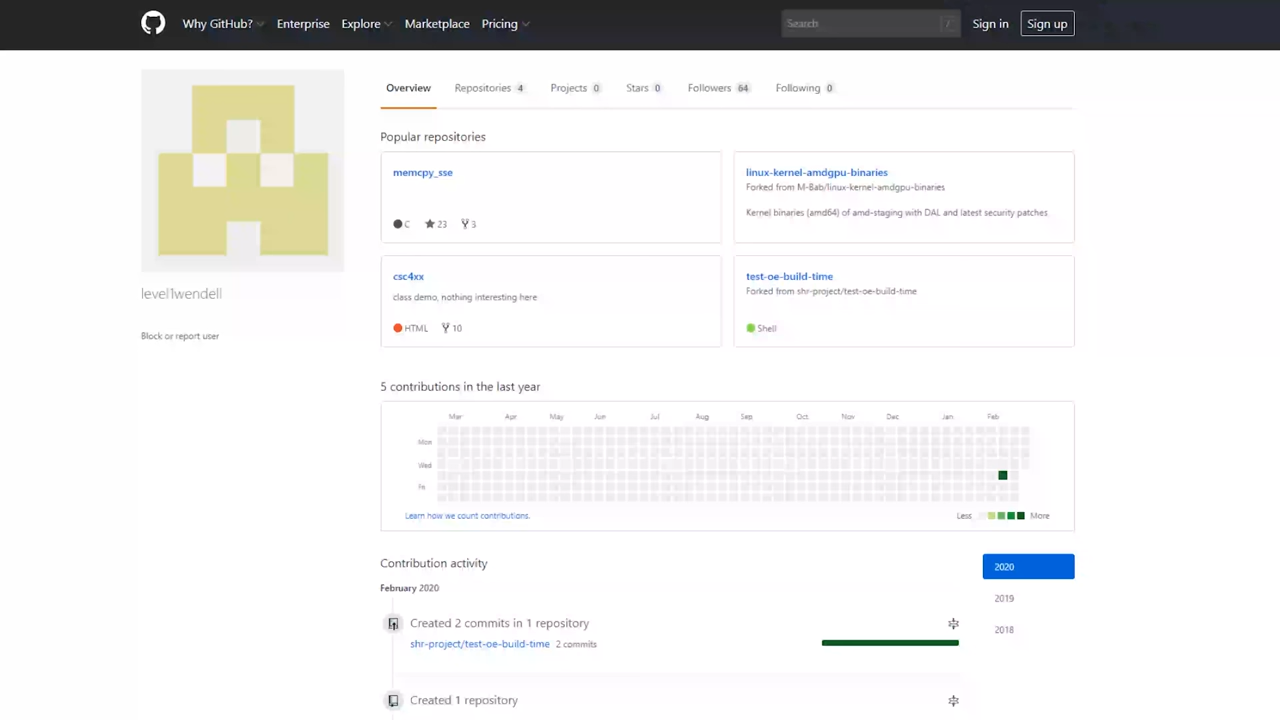 Why GitHub? Enterprise Explore Marketplace Pricing Search / Sign in Sign up
Overview Repositories 4 Projects 0 Stars 0 Followers 64 Following 0
level1wendell
Block or report user
Popular repositories
memcpy_sse
C 23 3
linux-kernel-amdgpu-binaries
Forked from M-Bab/linux-kernel-amdgpu-binaries
Kernel binaries (amd64) of amd-staging with DAL and latest security patches
csc4xx
class demo, nothing interesting here
HTML 10
test-oe-build-time
Forked from shr-project/test-oe-build-time
Shell
5 contributions in the last year
Mar Apr May Jun Jul Aug Sep Oct Nov Dec Jan Feb
Mon
Wed
Fri
Learn how we count contributions. Less More
Contribution activity
2020
2019
2018
February 2020
Created 2 commits in 1 repository
shr-project/test-oe-build-time 2 commits
Created 1 repository